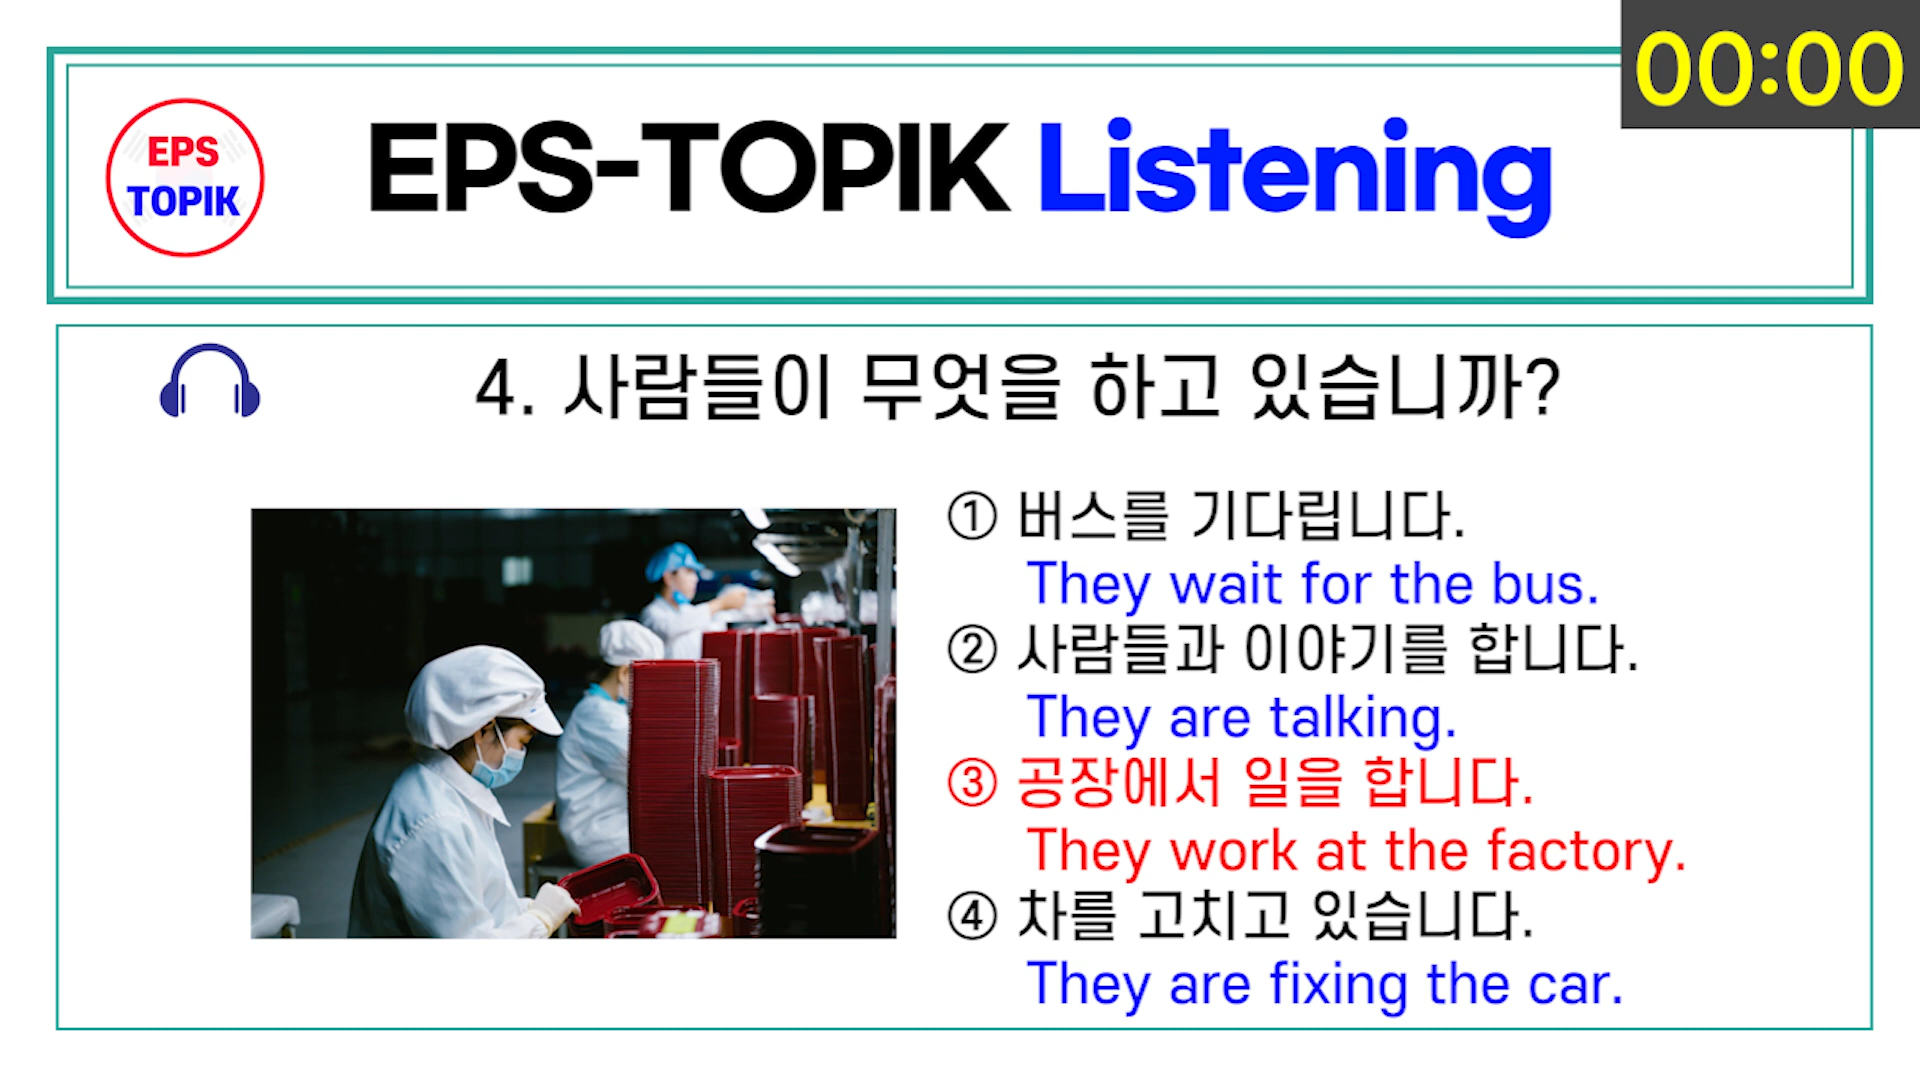 00:00
EPS
TOPIK
EPS-TOPIK Listening
4. 사람들이 무엇을 하고 있습니까?
① 버스를 기다립니다.
They wait for the bus.
② 사람들과 이야기를 합니다.
They are talking.
③ 공장에서 일을 합니다.
They work at the factory.
④ 차를 고치고 있습니다.
They are fixing the car.